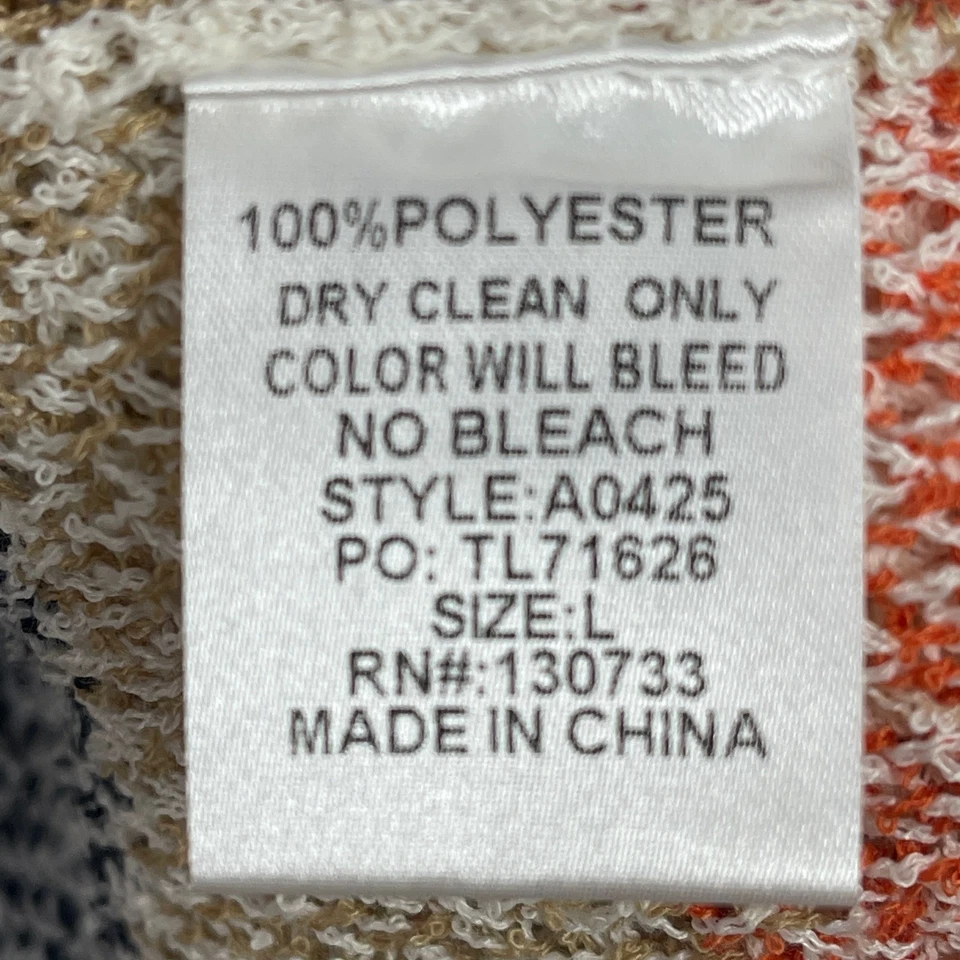 100%POLYESTER
DRY CLEAN ONLY
COLOR WILL BLEED
NO BLEACH
STYLE:A0425
PO: TL71626
SIZE:L
RN#:130733
MADE IN CHINA